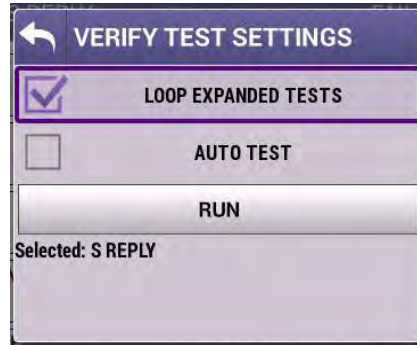 VERIFY TEST SETTINGS
LOOP EXPANDED TESTS
AUTO TEST
RUN
Selected: S REPLY